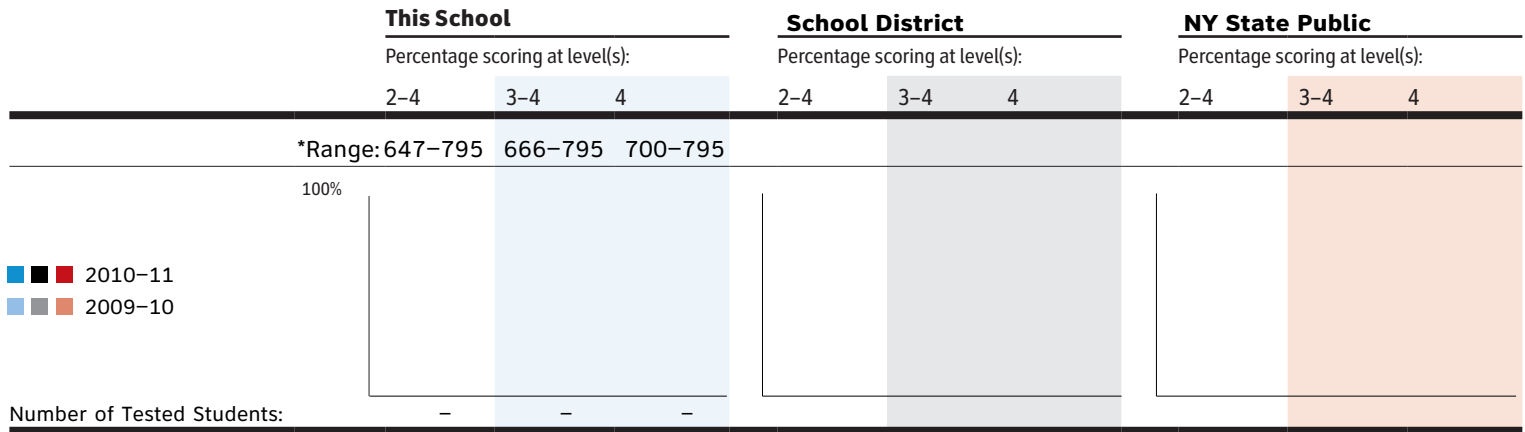 This School School District NY State Public
Percentage scoring at level(s): Percentage scoring at level(s): Percentage scoring at level(s):
2–4 3–4 4 2–4 3–4 4 2–4 3–4 4
*Range: 647–795 666–795 700–795
100%
2010–11
2009–10
Number of Tested Students: – – –